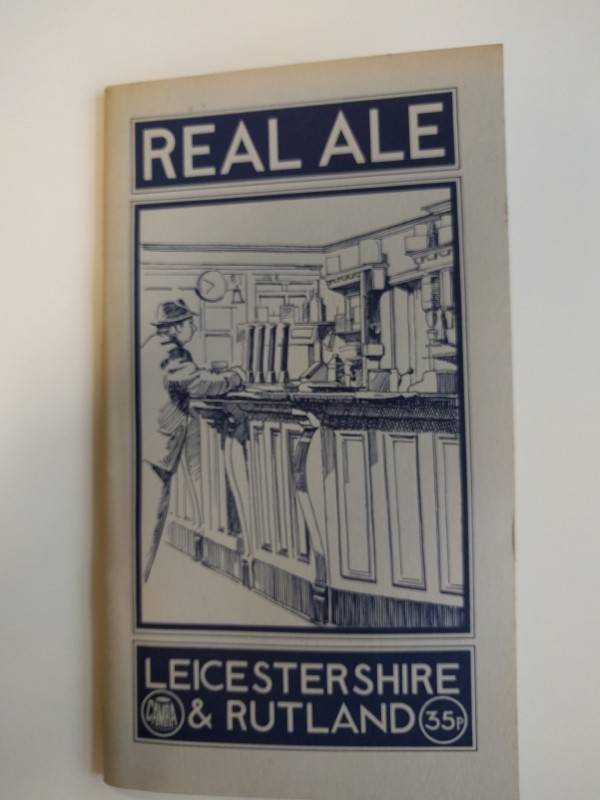 REAL ALE
LEICESTERSHIRE
CAMRA & RUTLAND 35P